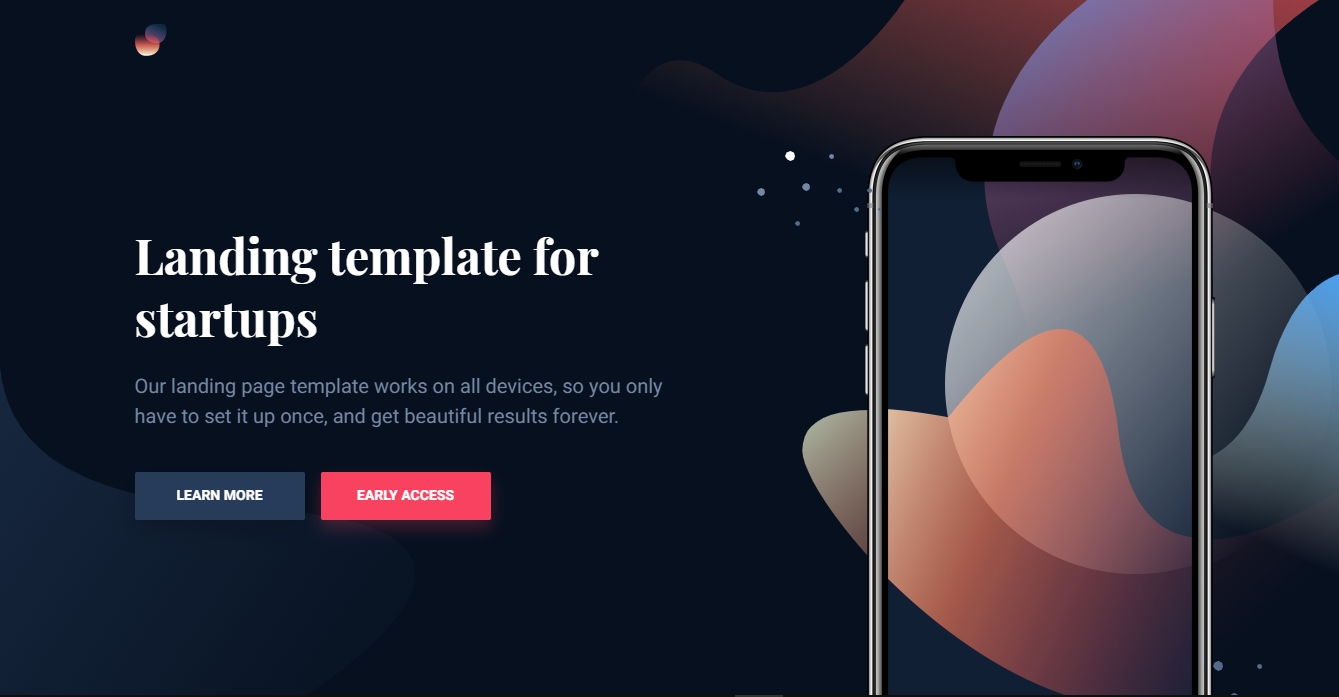 Landing template for
startups
Our landing page template works on all devices, so you only
have to set it up once, and get beautiful results forever.
LEARN MORE
EARLY ACCESS